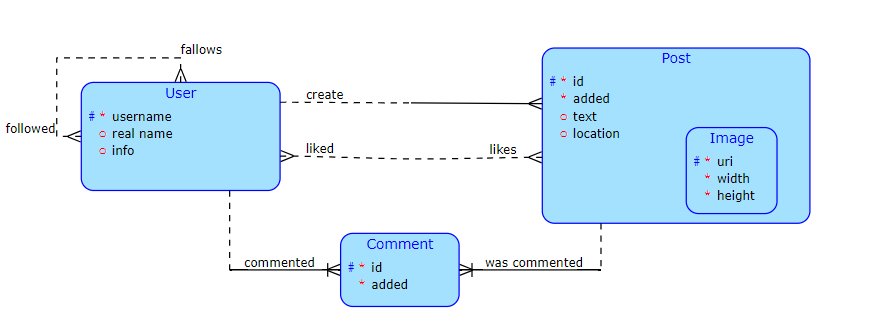 fallows
followed
User
# * username
○ real name
○ info
create
liked
likes
Post
# * id
* added
○ text
○ location
Image
# * uri
* width
* height
commented
Comment
# * id
* added
was commented